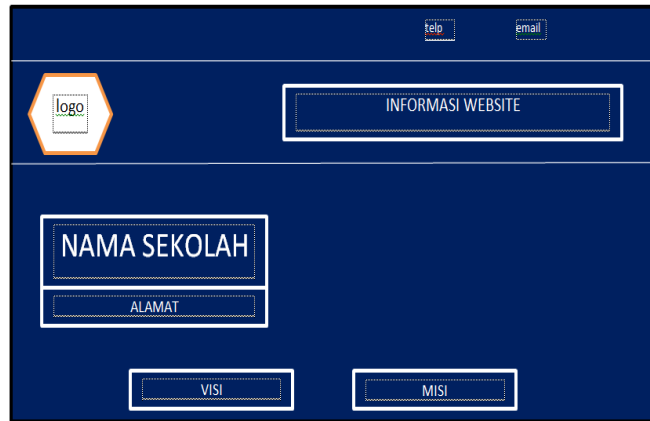 telp email
logo
INFORMASI WEBSITE
NAMA SEKOLAH
ALAMAT
VISI MISI